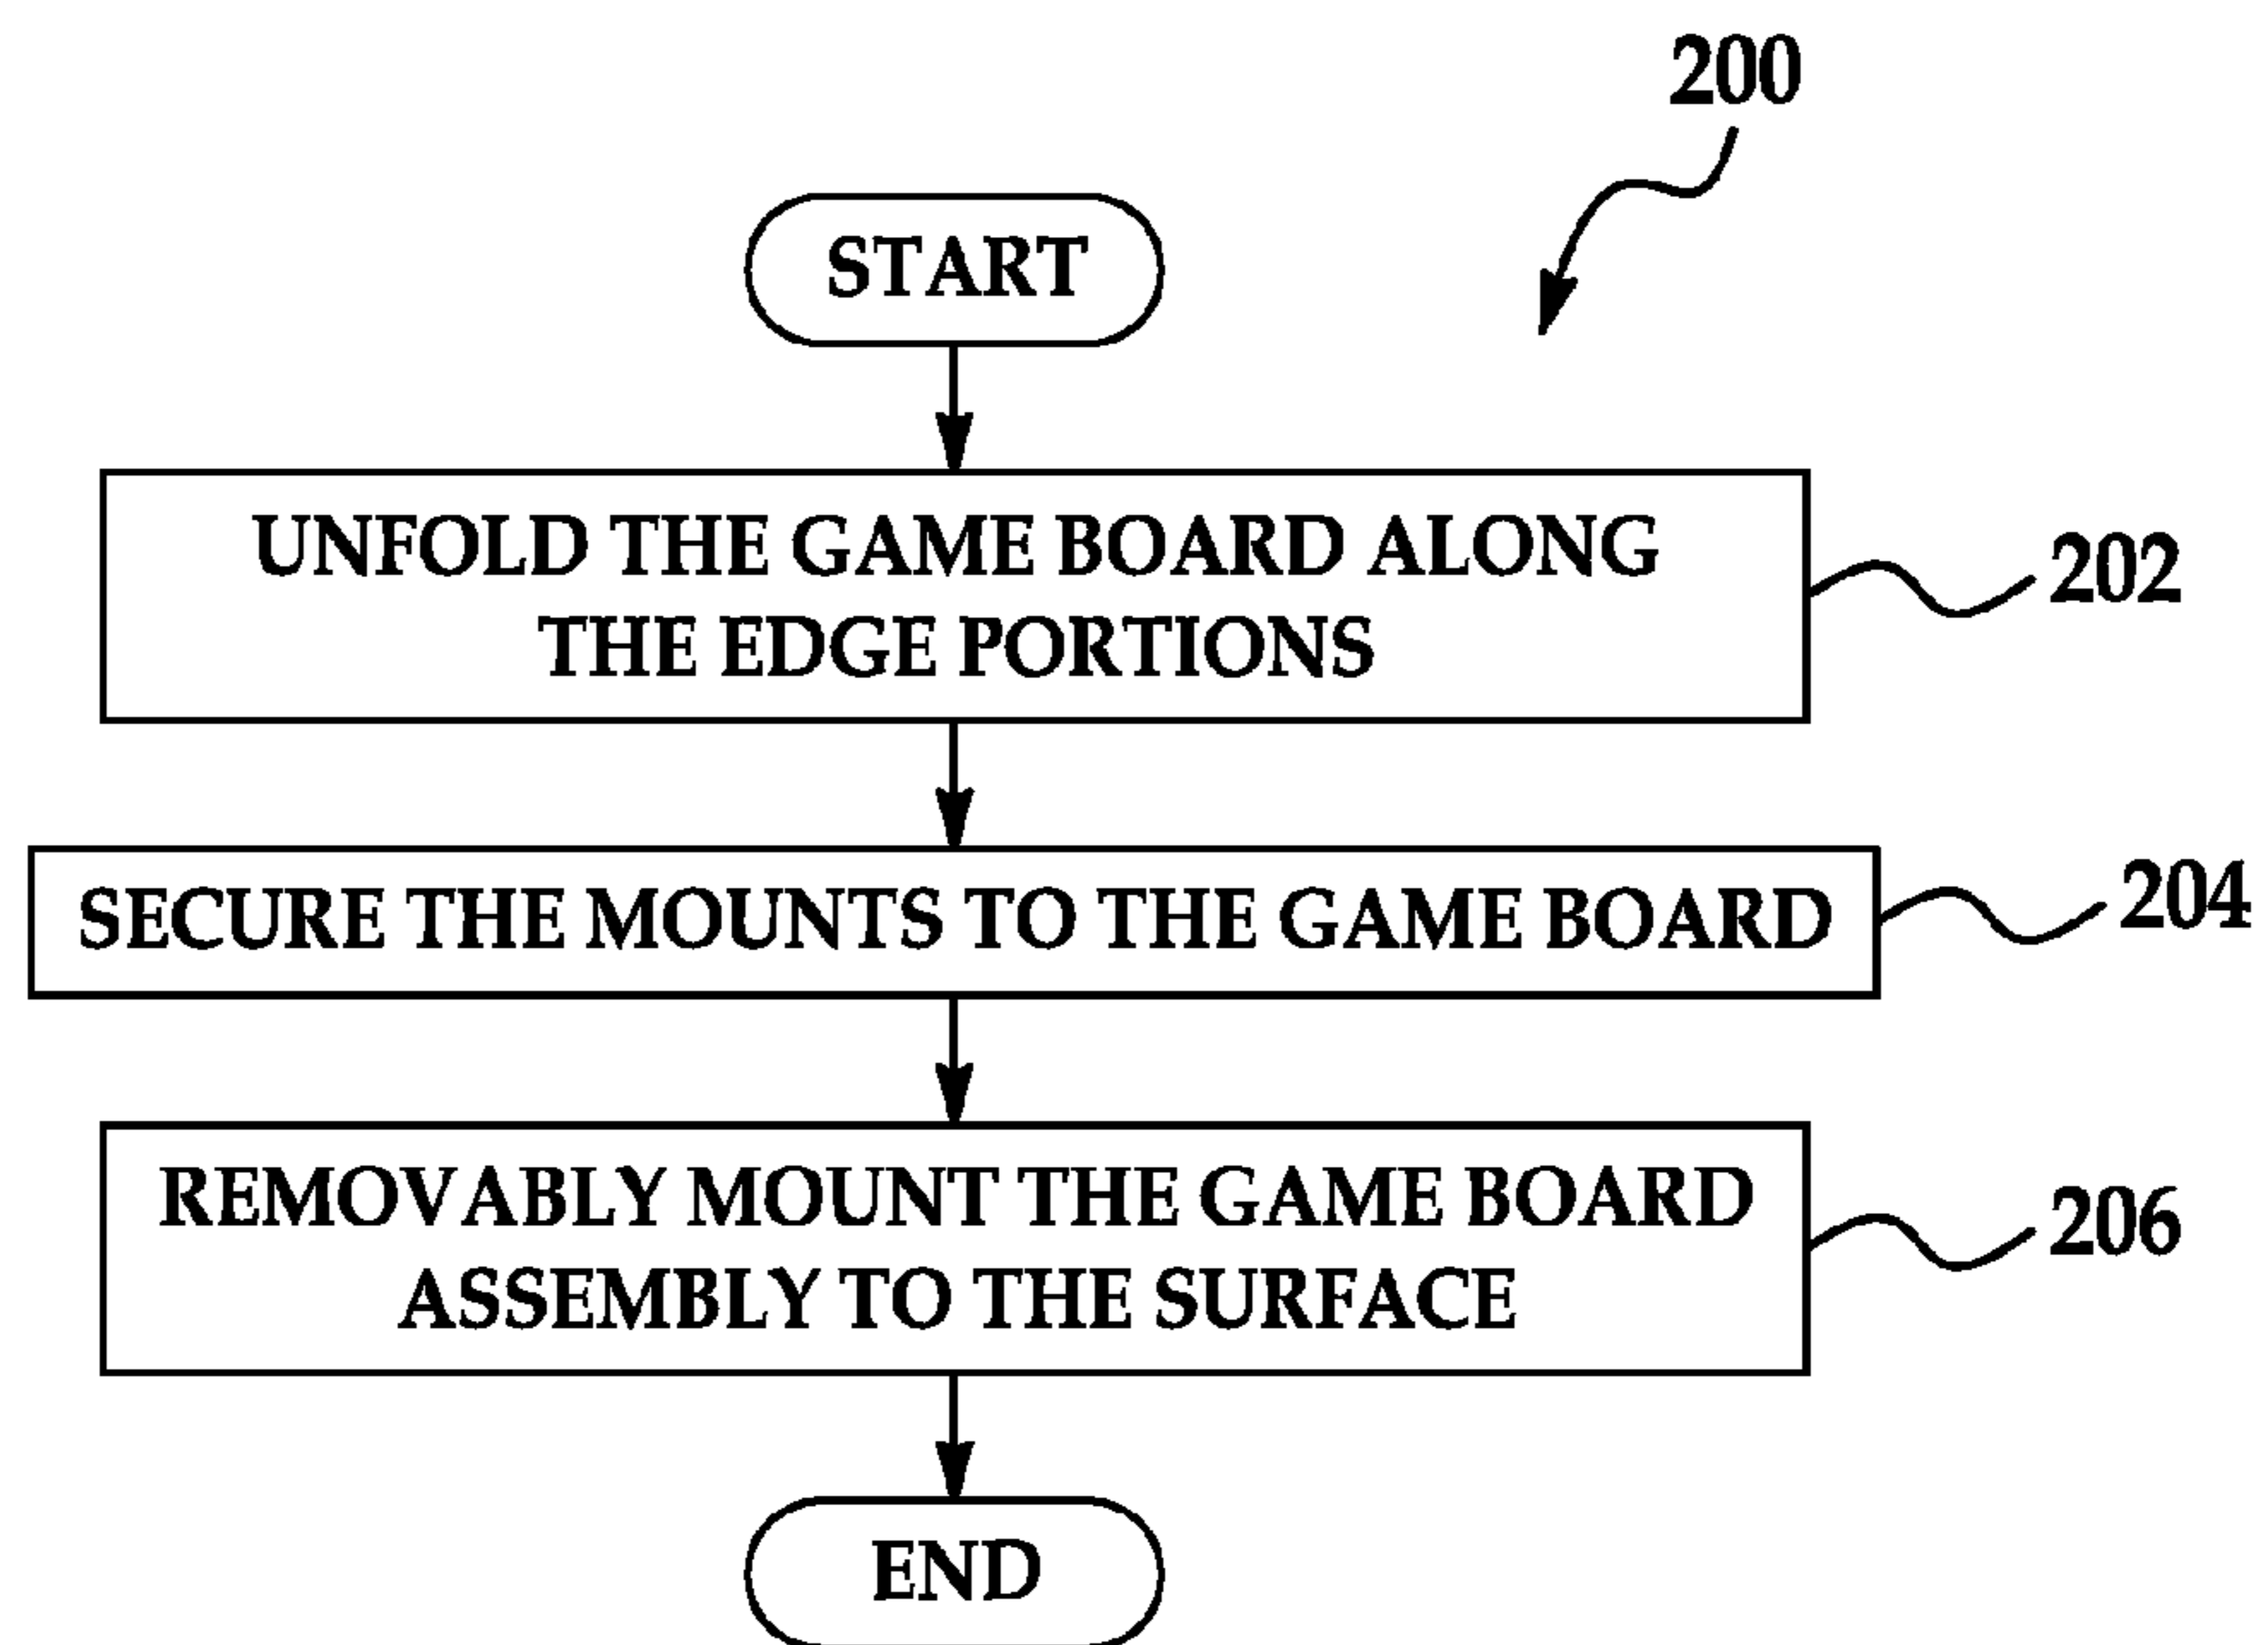 200
START
UNFOLD THE GAME BOARD ALONG
THE EDGE PORTIONS
202
SECURE THE MOUNTS TO THE GAME BOARD
204
REMOVABLY MOUNT THE GAME BOARD
ASSEMBLY TO THE SURFACE
206
END